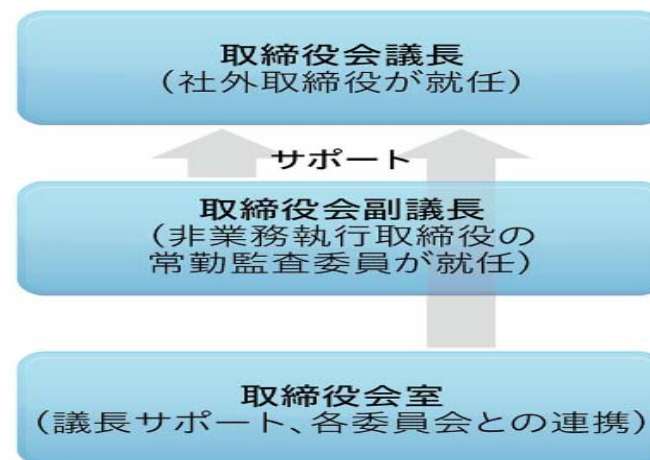 取締役会議長
（社外取締役が就任）
サポート
取締役会副議長
（非業務執行取締役の
常勤監査委員が就任）
取締役会室
（議長サポート、各委員会との連携）